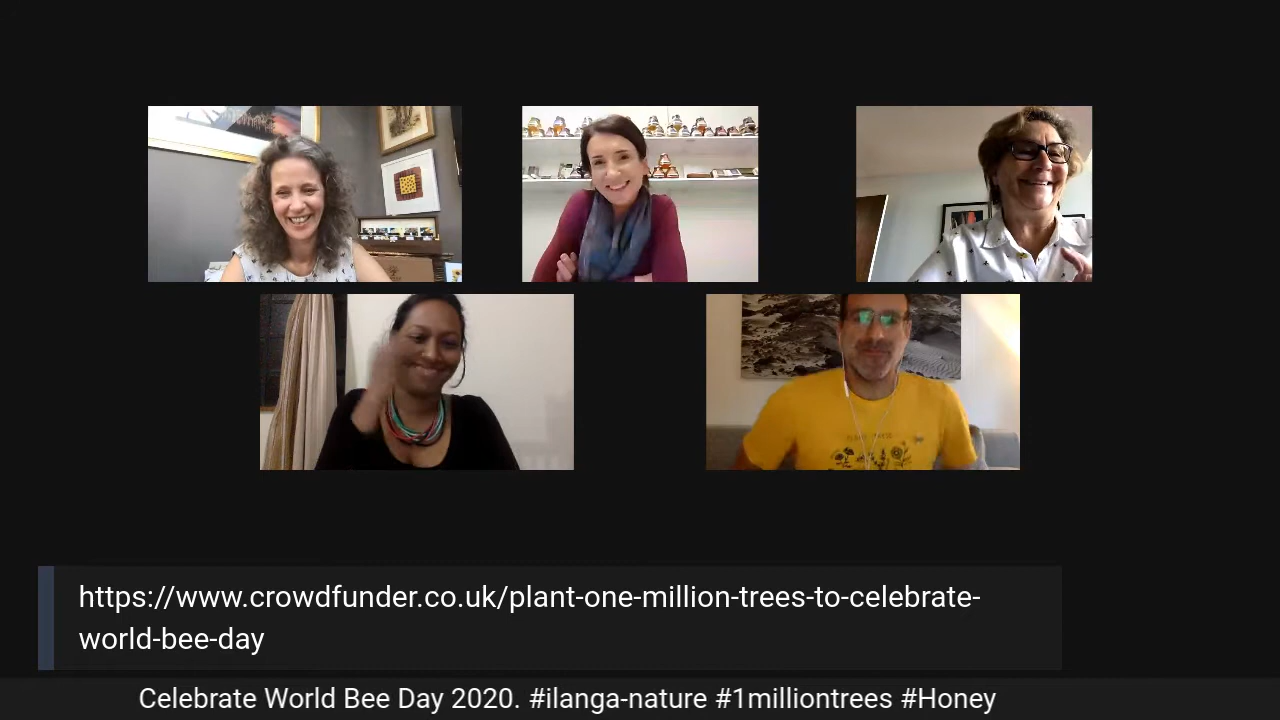 https://www.crowdfunder.co.uk/plant-one-million-trees-to-celebrate-
world-bee-day
Celebrate World Bee Day 2020. #ilanga-nature #1milliontrees #Honey